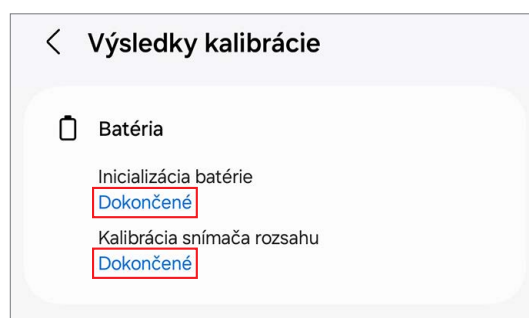 Výsledky kalibrácie
Batéria
Inicializácia batérie
Dokončené
Kalibrácia snímača rozsahu
Dokončené